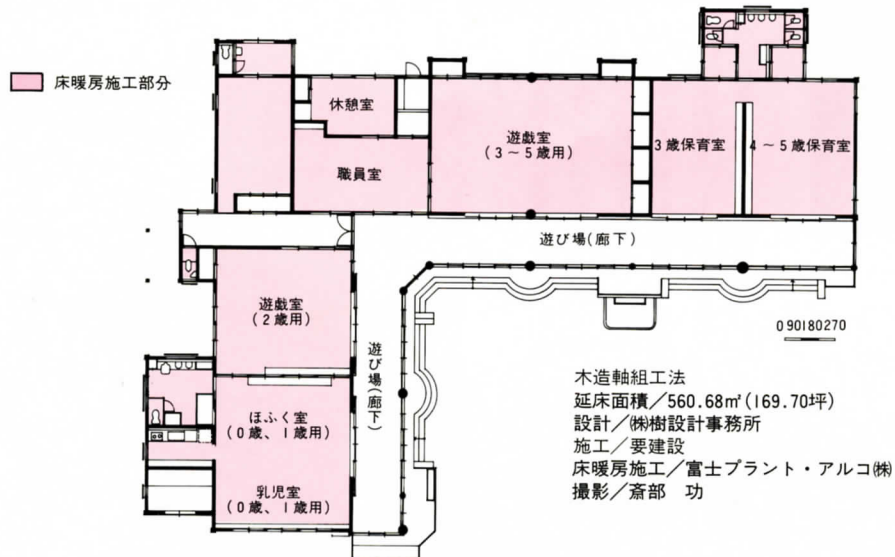 床暖房施工部分
休憩室
職員室
遊戯室
(3～5歳用)
3歳保育室
4～5歳保育室
遊び場(廊下)
遊戯室
(2歳用)
遊び場(廊下)
ほふく室
(0歳、1歳用)
乳児室
(0歳、1歳用)
0 90180270
木造軸組工法
延床面積／560.68㎡(169.70坪)
設計／㈱樹設計事務所
施工／要建設
床暖房施工／富士プラント・アルコ㈱
撮影／斎部　功